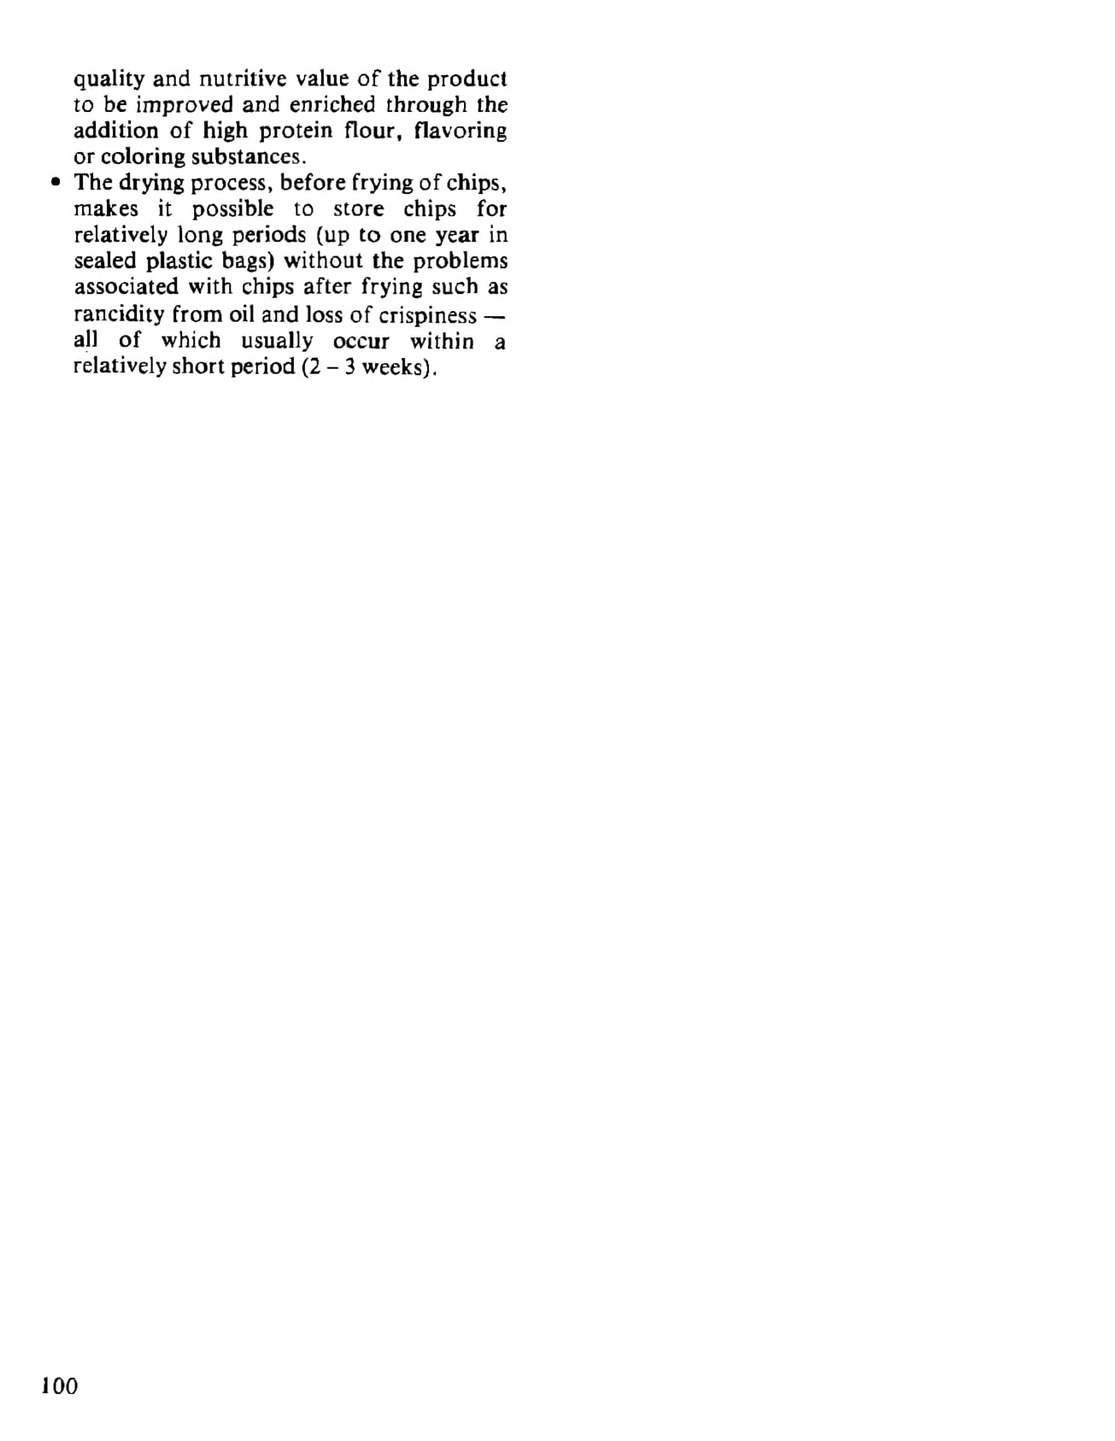 quality and nutritive value of the product
to be improved and enriched through the
addition of high protein flour, flavoring
or coloring substances.
• The drying process, before frying of chips,
makes it possible to store chips for
relatively long periods (up to one year in
sealed plastic bags) without the problems
associated with chips after frying such as
rancidity from oil and loss of crispiness —
all of which usually occur within a
relatively short period (2 – 3 weeks).
100